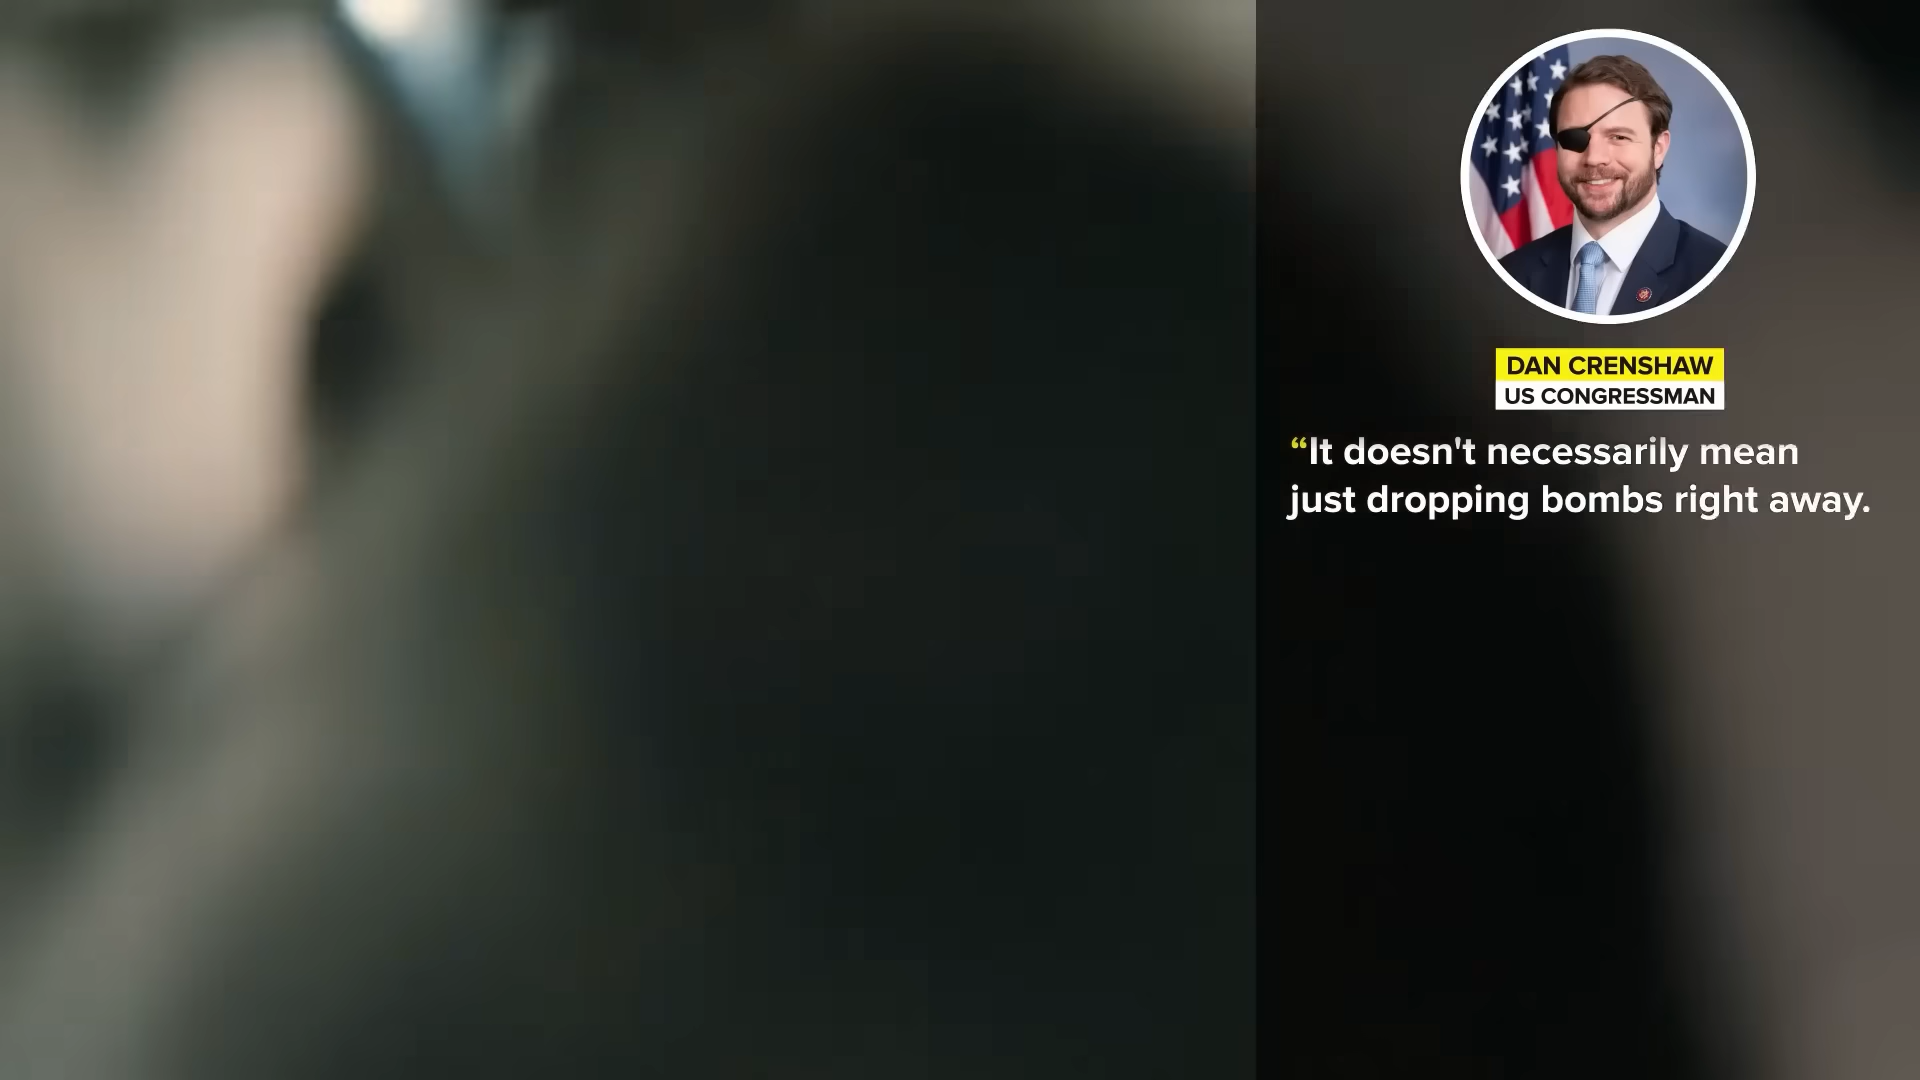 DAN CRENSHAW
US CONGRESSMAN
“It doesn't necessarily mean
just dropping bombs right away.